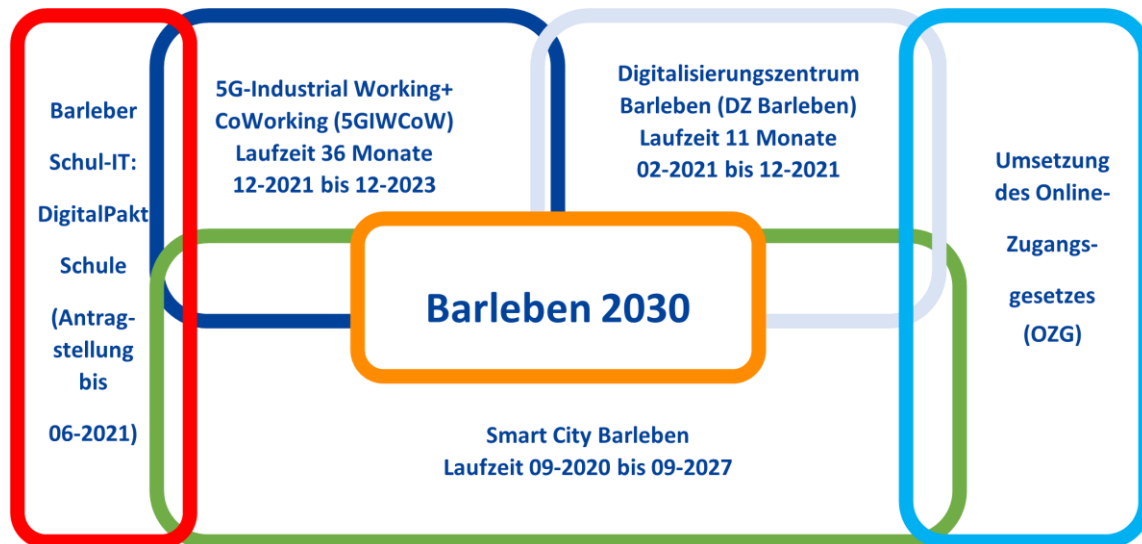 Barleber
Schul-IT:
DigitalPakt
Schule
(Antrag-
stellung
bis
06-2021)
5G-Industrial Working+
CoWorking (5GIWCoW)
Laufzeit 36 Monate
12-2021 bis 12-2023
Digitalisierungszentrum
Barleben (DZ Barleben)
Laufzeit 11 Monate
02-2021 bis 12-2021
Umsetzung
des Online-
Zugangs-
gesetzes
(OZG)
Barleben 2030
Smart City Barleben
Laufzeit 09-2020 bis 09-2027